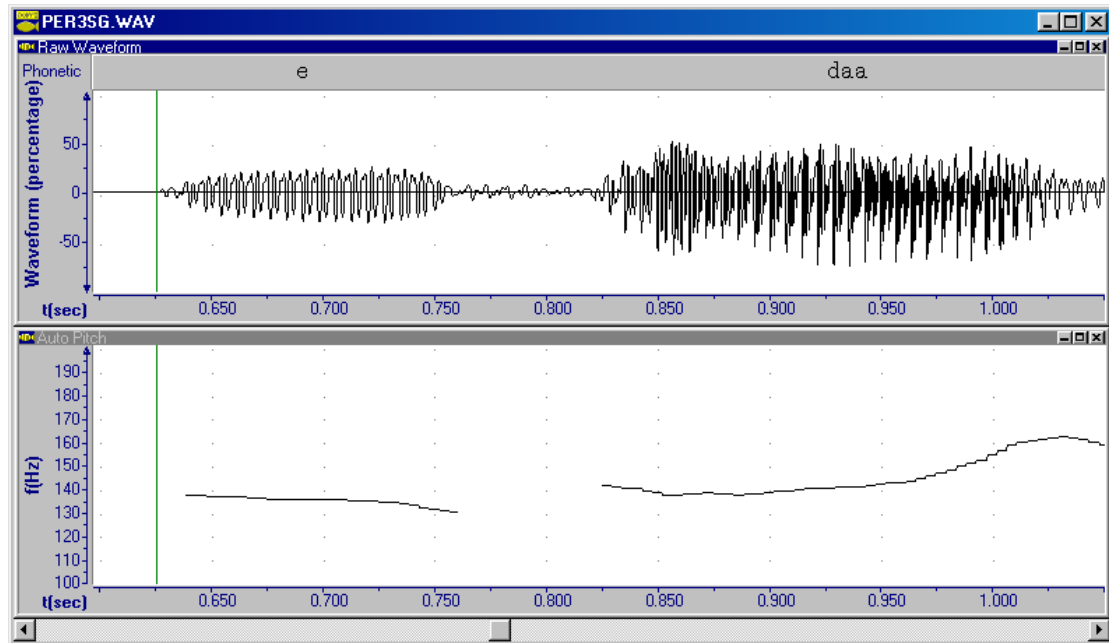 PER3SG.WAV
Raw Waveform
Phonetic e daa
Waveform (percentage)
50
0
-50
t(sec) 0.650 0.700 0.750 0.800 0.850 0.900 0.950 1.000
Auto Pitch
f(Hz)
190
180
170
160
150
140
130
120
110
100
t(sec) 0.650 0.700 0.750 0.800 0.850 0.900 0.950 1.000